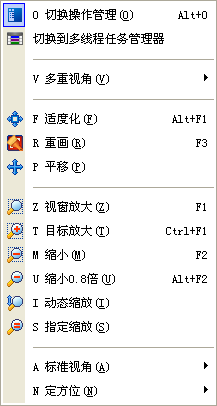 O 切换操作管理(O) Alt+O
切换到多线程任务管理器
V 多重视角(V)
F 适度化(F) Alt+F1
R 重画(R) F3
P 平移(P)
Z 视窗放大(Z) F1
T 目标放大(T) Ctrl+F1
M 缩小(M) F2
U 缩小0.8倍(U) Alt+F2
I 动态缩放(I)
S 指定缩放(S)
A 标准视角(A)
N 定方位(N)